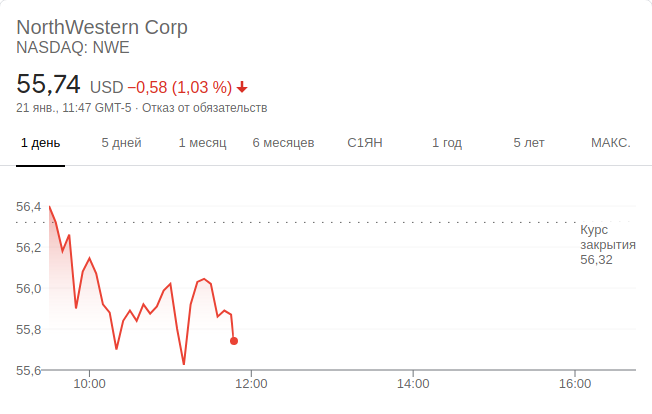 NorthWestern Corp
NASDAQ: NWE
55,74 USD −0,58 (1,03 %)
21 янв., 11:47 GMT-5 · Отказ от обязательств
1 день 5 дней 1 месяц 6 месяцев С1ЯН 1 год 5 лет МАКС.
56,4
Курс
закрытия
56,32
56,2
56,0
55,8
55,6
10:00 12:00 14:00 16:00